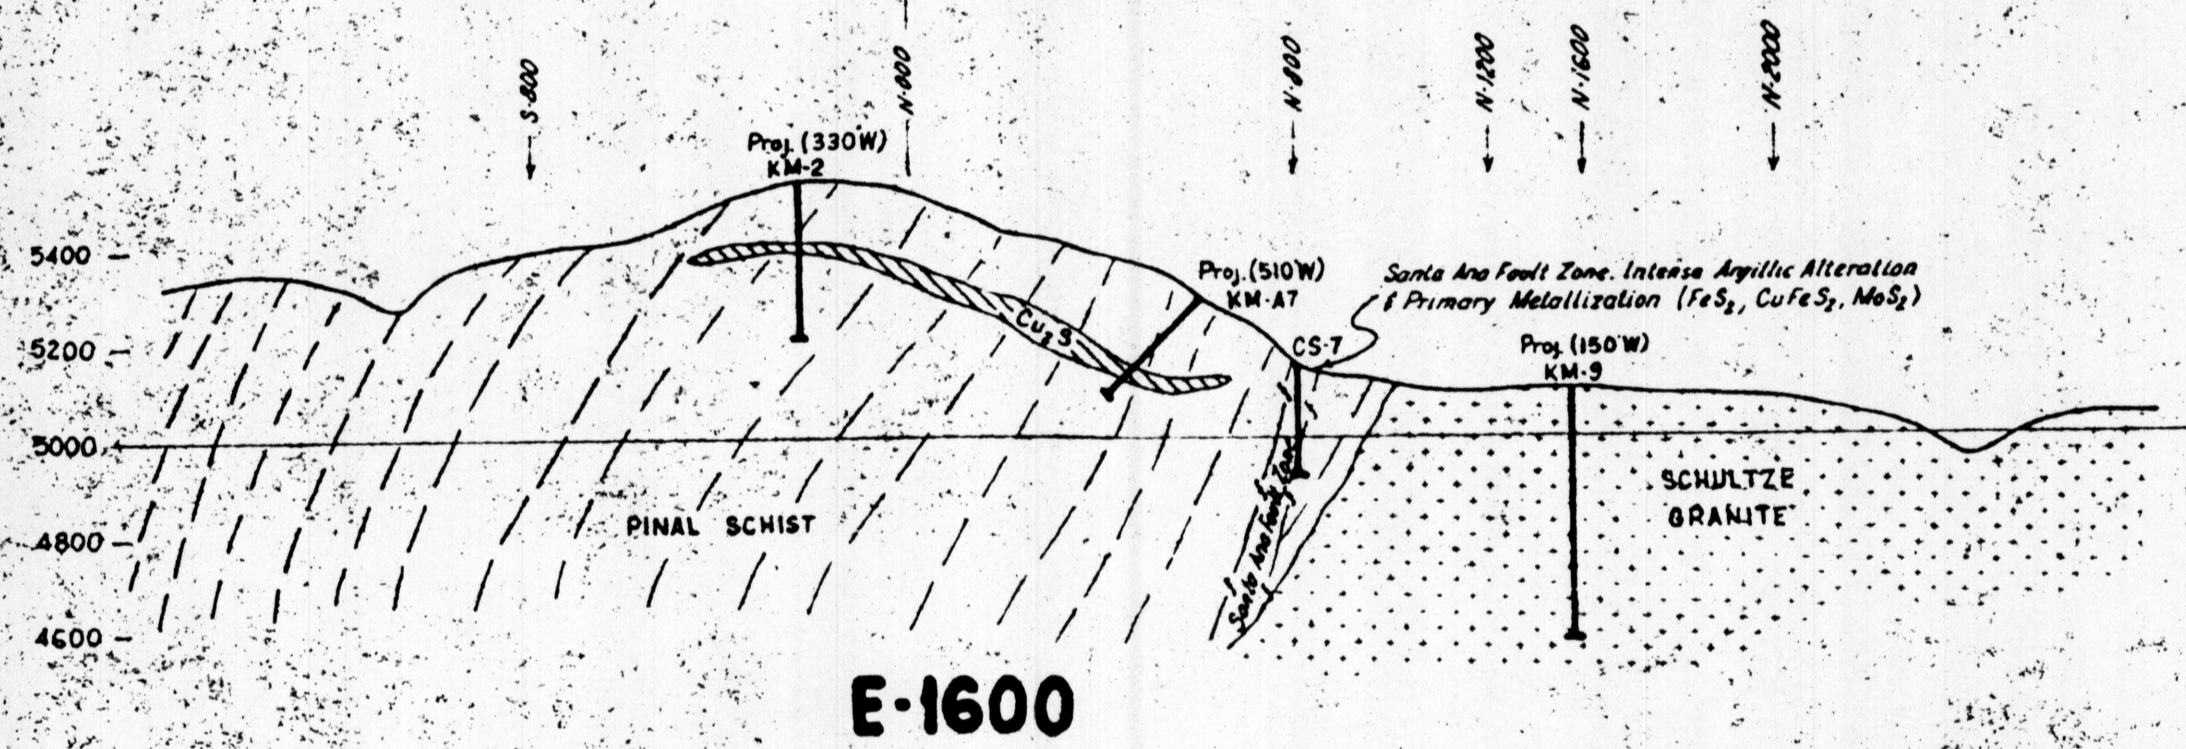 S·800
N·000
N·800
N·1200
N·1600
N·2000
Proj. (330'W)
KM-2
5400
Proj. (510'W)
KM-A7
Santa Ana Fault Zone. Intense Argillic Alteration
& Primary Metallization (FeS₂, CuFeS₂, MoS₂)
Cu₂S
5200
CS-7
Proj. (150'W)
KM-9
5000
SCHULTZE
GRANITE
PINAL SCHIST
Santa Ana Fault Zone
4800
4600
E·1600